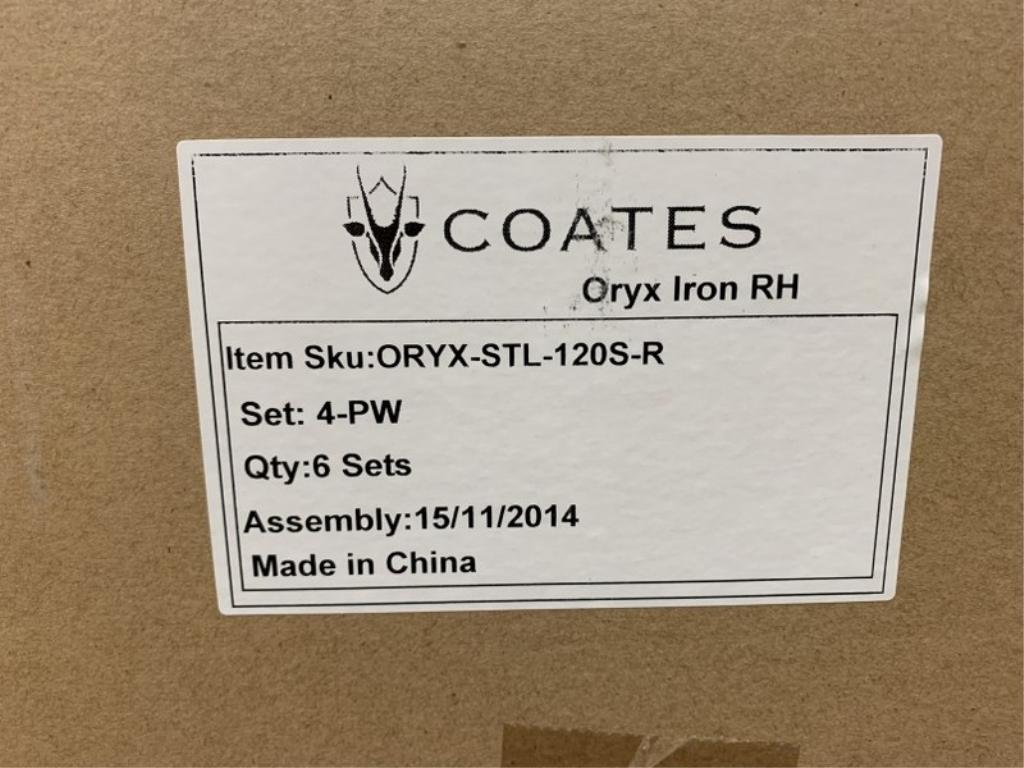 COATES
Oryx Iron RH
Item Sku:ORYX-STL-120S-R
Set: 4-PW
Qty:6 Sets
Assembly:15/11/2014
Made in China